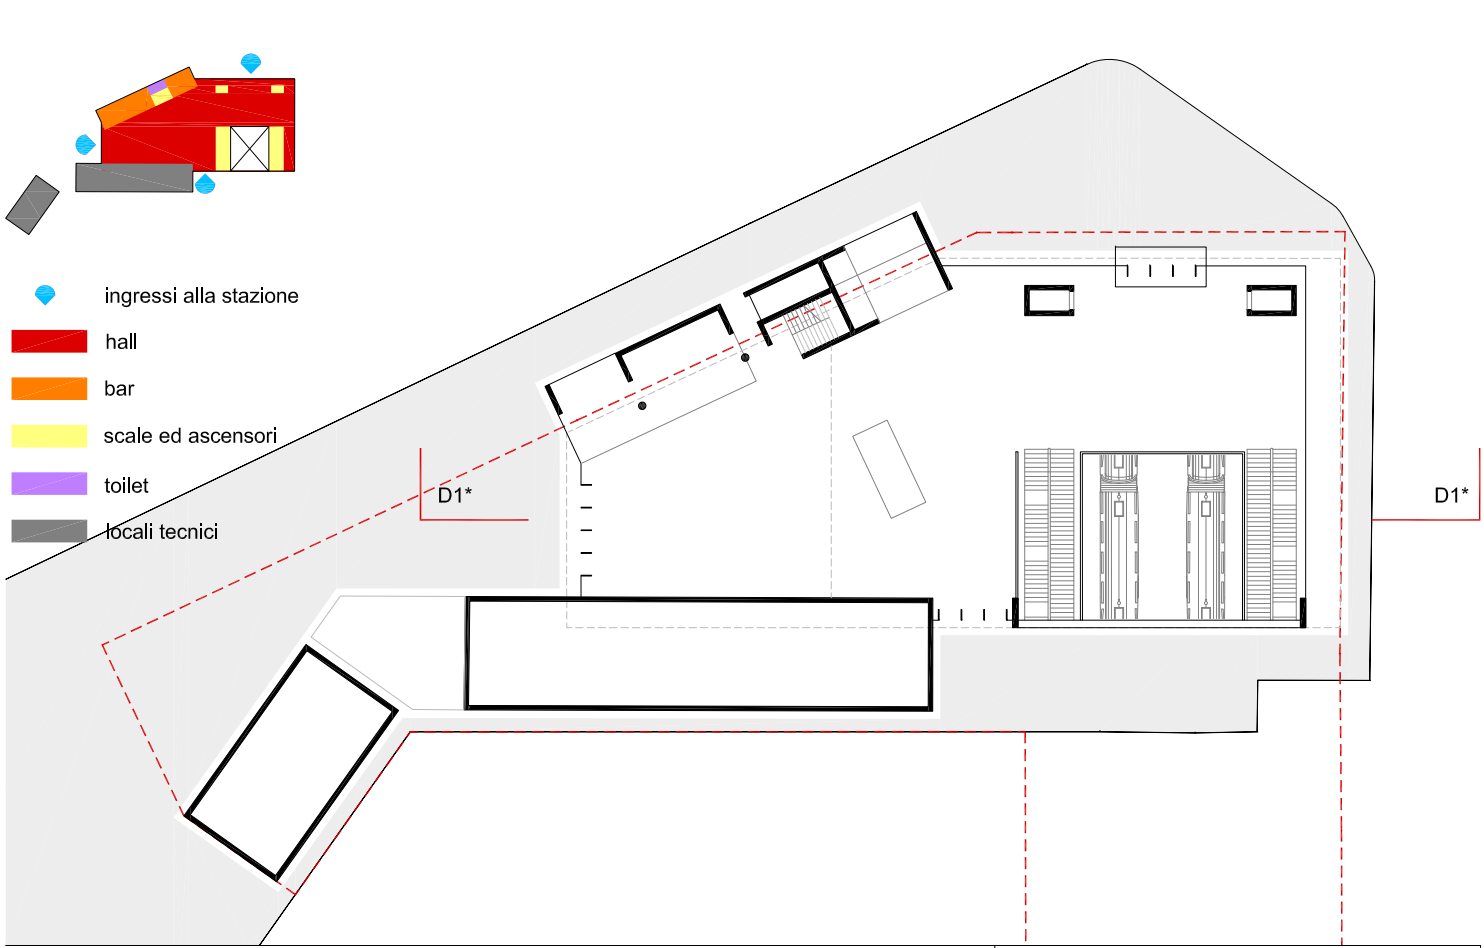 ingressi alla stazione
hall
bar
scale ed ascensori
toilet
locali tecnici
D1*
D1*